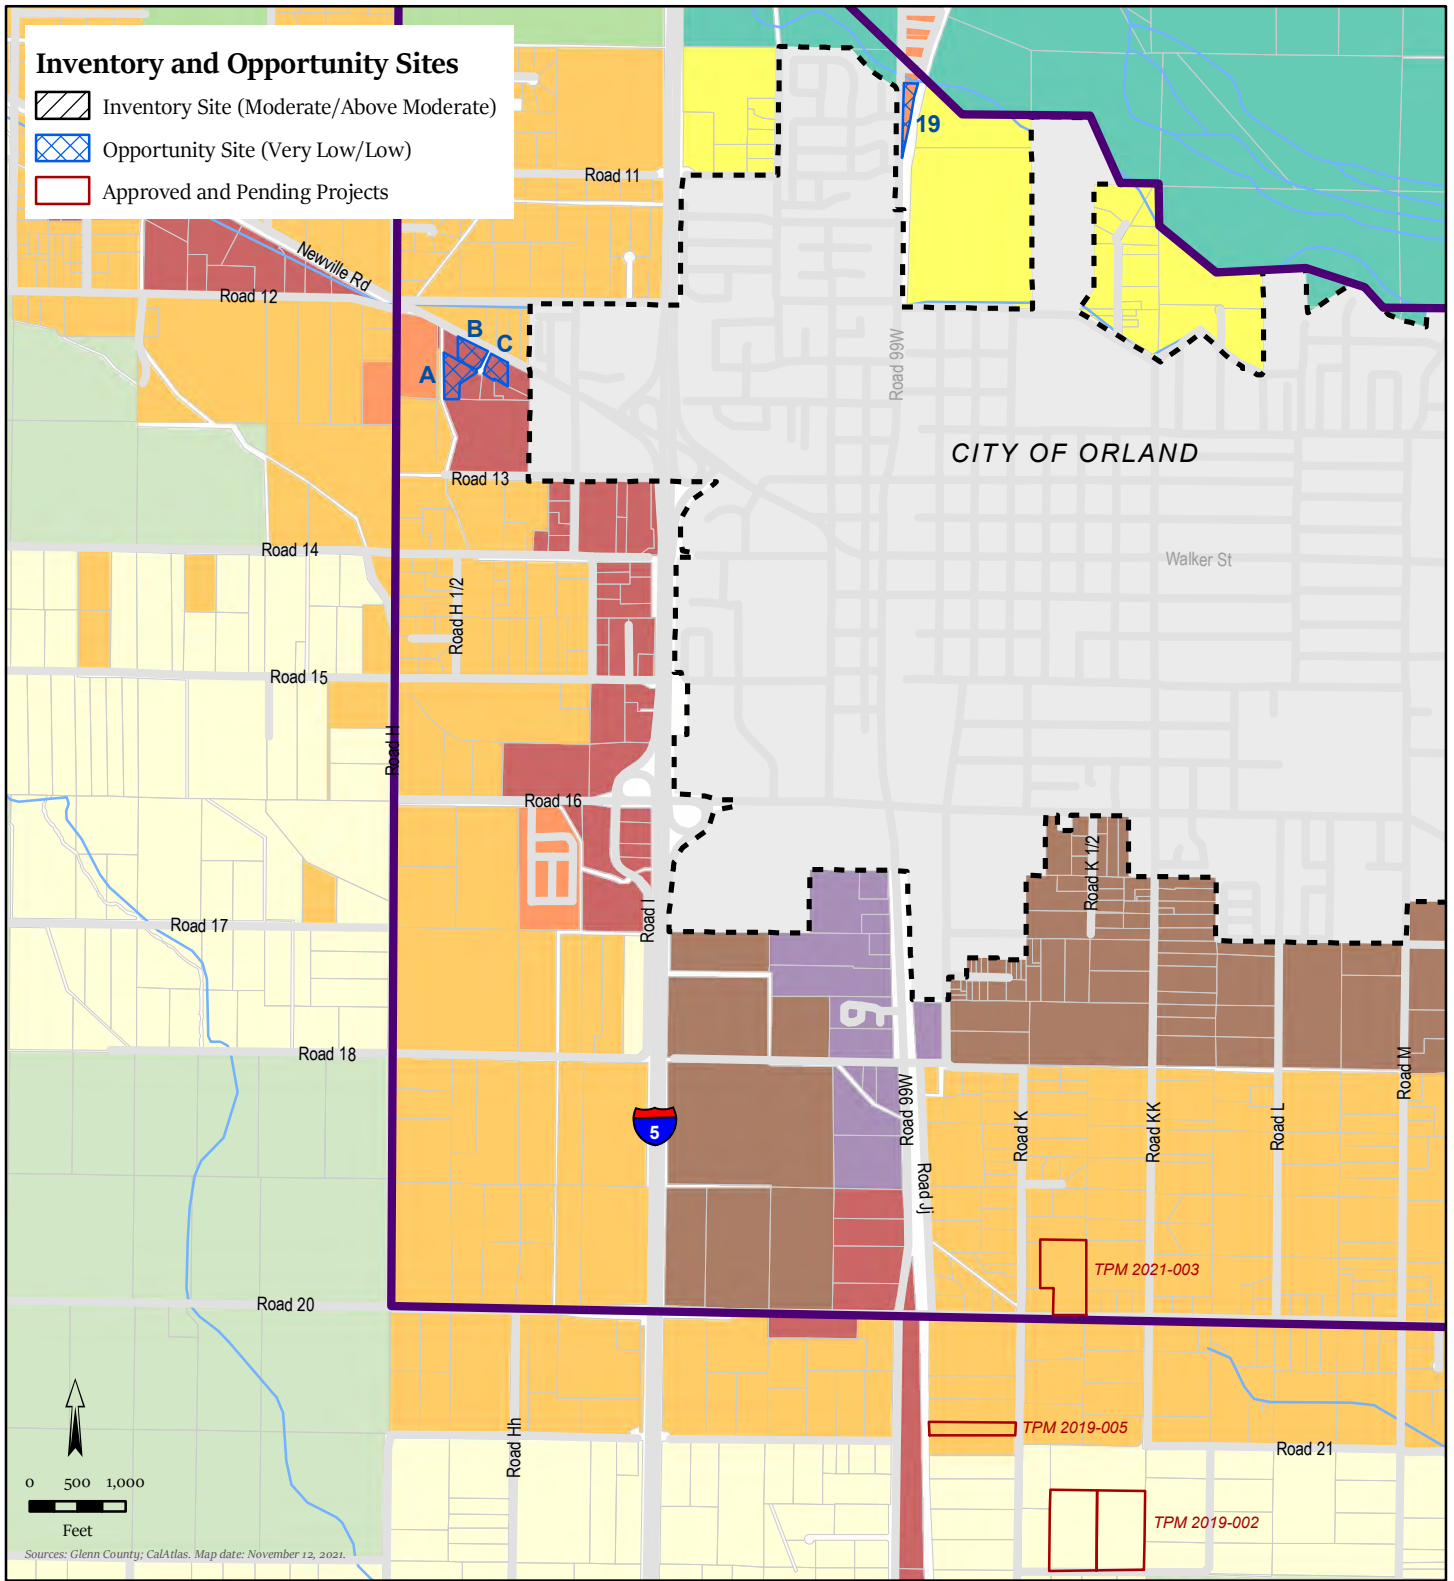 Inventory and Opportunity Sites
Inventory Site (Moderate/Above Moderate)
Opportunity Site (Very Low/Low)
Approved and Pending Projects
19
Road 11
Newville Rd
Road 12
B
C
A
Road 99W
CITY OF ORLAND
Road 13
Road 14
Walker St
Road H 1/2
Road 15
Road H
Road 16
Road K 1/2
Road I
Road 17
Road 18
Road M
5
Road 99W
Road K
Road KK
Road L
Road Jj
TPM 2021-003
Road 20
TPM 2019-005
Road Hh
Road 21
0 500 1,000
Feet
TPM 2019-002
Sources: Glenn County; CalAtlas. Map date: November 12, 2021.